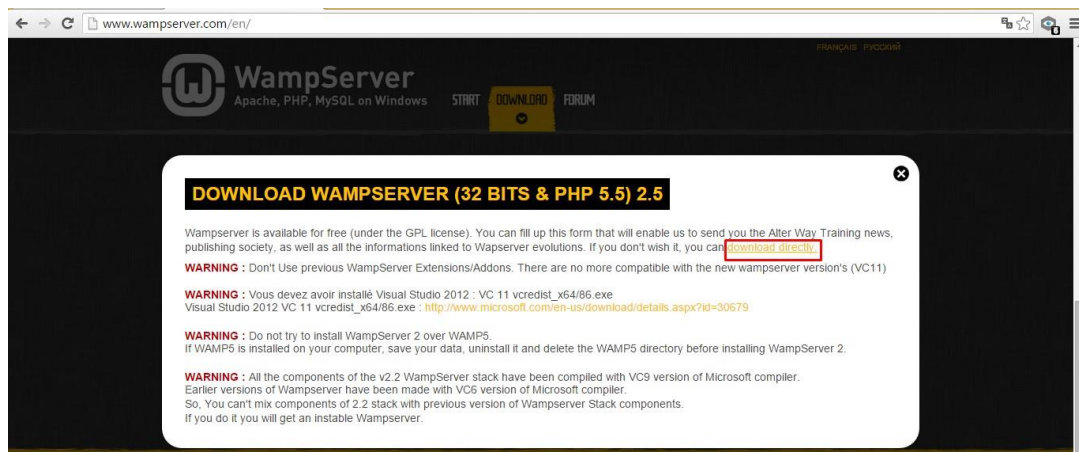 www.wampserver.com/en/
FRANÇAIS РУССКИЙ
WampServer
Apache, PHP, MySQL on Windows
START DOWNLOAD FORUM
DOWNLOAD WAMPSERVER (32 BITS & PHP 5.5) 2.5
Wampserver is available for free (under the GPL license). You can fill up this form that will enable us to send you the Alter Way Training news,
publishing society, as well as all the informations linked to Wapserver evolutions. If you don't wish it, you can download directly.
WARNING : Don't Use previous WampServer Extensions/Addons. There are no more compatible with the new wampserver version's (VC11)
WARNING : Vous devez avoir installé Visual Studio 2012 : VC 11 vcredist_x64/86.exe
Visual Studio 2012 VC 11 vcredist_x64/86.exe : http://www.microsoft.com/en-us/download/details.aspx?id=30679
WARNING : Do not try to install WampServer 2 over WAMP5.
If WAMP5 is installed on your computer, save your data, uninstall it and delete the WAMP5 directory before installing WampServer 2.
WARNING : All the components of the v2.2 WampServer stack have been compiled with VC9 version of Microsoft compiler.
Earlier versions of Wampserver have been made with VC6 version of Microsoft compiler.
So, You can't mix components of 2.2 stack with previous version of Wampserver Stack components.
If you do it you will get an instable Wampserver.